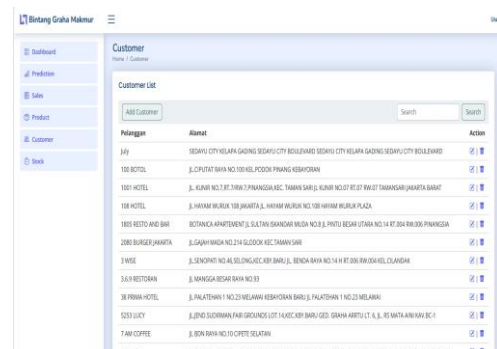 Bintang Graha Makmur
Dashboard
Prediction
Sales
Product
Customer
Stock
Customer
Home / Customer
Customer List
Add Customer Search Search
Pelanggan Alamat Action
July SEDAYU CITY KELAPA GADING SEDAYU CITY BOULEVARD SEDAYU CITY KELAPA GADING SEDAYU CITY BOULEVARD
100 BOTOL JL.CIPUTAT RAYA NO.100 KEL.PODOK PINANG KEBAYORAN
1001 HOTEL JL. KUNIR NO.7,RT.7/RW.7,PINANGSIA,KEC. TAMAN SARI JL KUNIR NO.07 RT.07 RW.07 TAMANSARI JAKARTA BARAT
108 HOTEL JL.HAYAM WURUK 108 JAKARTA JL. HAYAM WURUK NO.108 HAYAM WURUK PLAZA
1805 RESTO AND BAR BOTANICA APARTEMENT JL SULTAN ISKANDAR MUDA NO.8 JL PINTU BESAR UTARA NO.14 RT.004 RW.006 PINANGSIA
2080 BURGER JAKARTA JL.GAJAH MADA NO.214 GLODOK KEC.TAMAN SARI
3 WISE JL.SENOPATI NO.46,SELONG,KEC.KBY.BARU JL. BENDA RAYA NO.14 H RT.006 RW.004 KEL.CILANDAK
3.6.9 RESTORAN JL.MANGGA BESAR RAYA NO.93
38 PRIMA HOTEL JL.PALATEHAN 1 NO.23 MELAWAI KEBAYORAN BARU JL PALATEHAN 1 NO.23 MELAWAI
5253 LUCY JL.JEND.SUDIRMAN,FAIR GROUNDS LOT.14,KEC.KBY.BARU GED. GRAHA ARRTU LT. 6, JL. RS MATA AINI KAV.BC-1
7 AM COFFEE JL BDN RAYA NO.10 CIPETE SELATAN